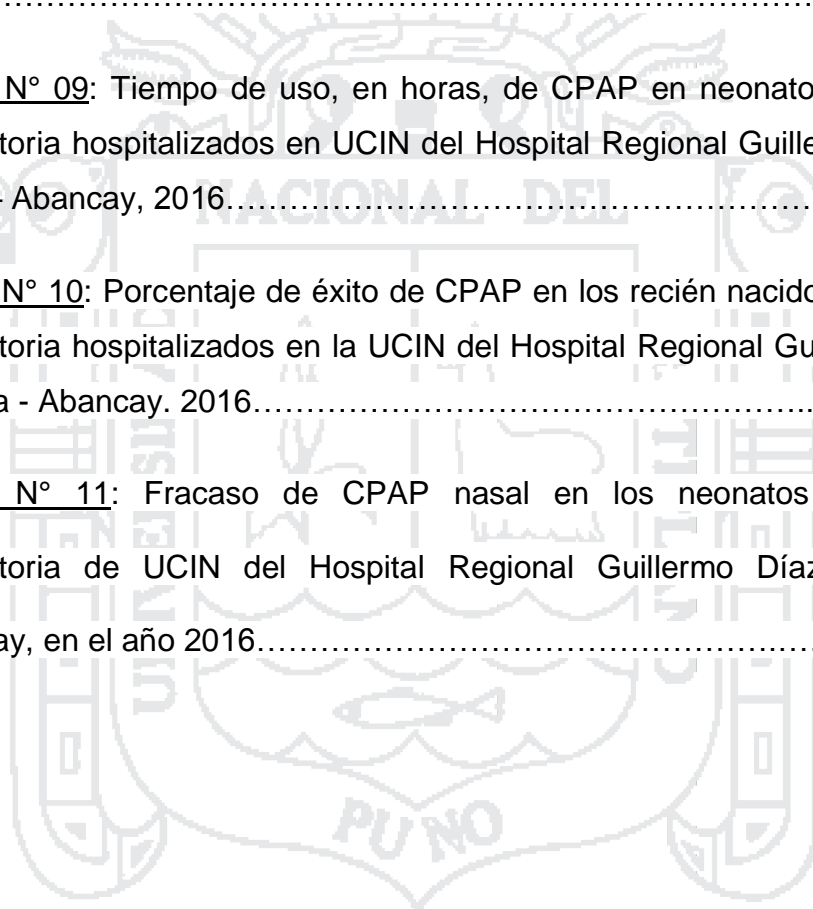 …………………………………………………………………………
N° 09: Tiempo de uso, en horas, de CPAP en neonato
toria hospitalizados en UCIN del Hospital Regional Guille
- Abancay, 2016…………………………………………………
N° 10: Porcentaje de éxito de CPAP en los recién nacido
toria hospitalizados en la UCIN del Hospital Regional Gu
a - Abancay. 2016………………………………………………..
N° 11: Fracaso de CPAP nasal en los neonatos
toria de UCIN del Hospital Regional Guillermo Díaz
ay, en el año 2016……………………………………………..…
NACIONAL DEL
PUNO